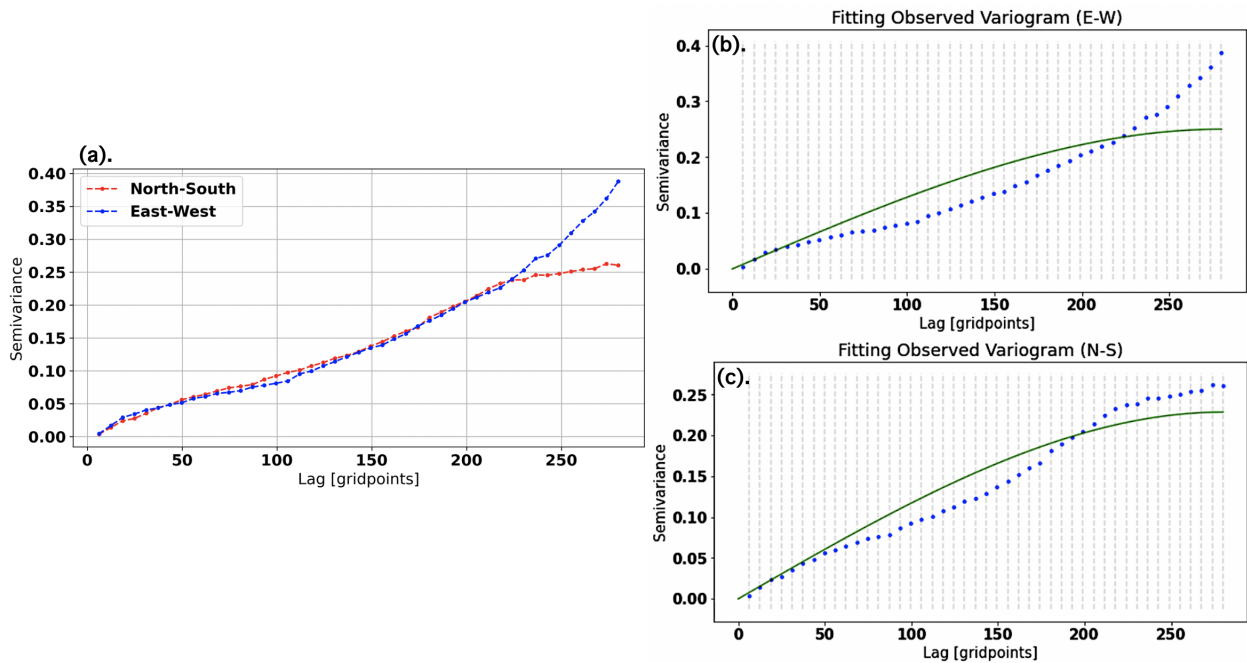 (a).
0.40
0.35
0.30
0.25
0.20
0.15
0.10
0.05
0.00
Semivariance
North-South
East-West
0 50 100 150 200 250
Lag [gridpoints]
Fitting Observed Variogram (E-W)
(b).
0.4
0.3
0.2
0.1
0.0
Semivariance
0 50 100 150 200 250
Lag [gridpoints]
Fitting Observed Variogram (N-S)
(c).
0.25
0.20
0.15
0.10
0.05
0.00
Semivariance
0 50 100 150 200 250
Lag [gridpoints]